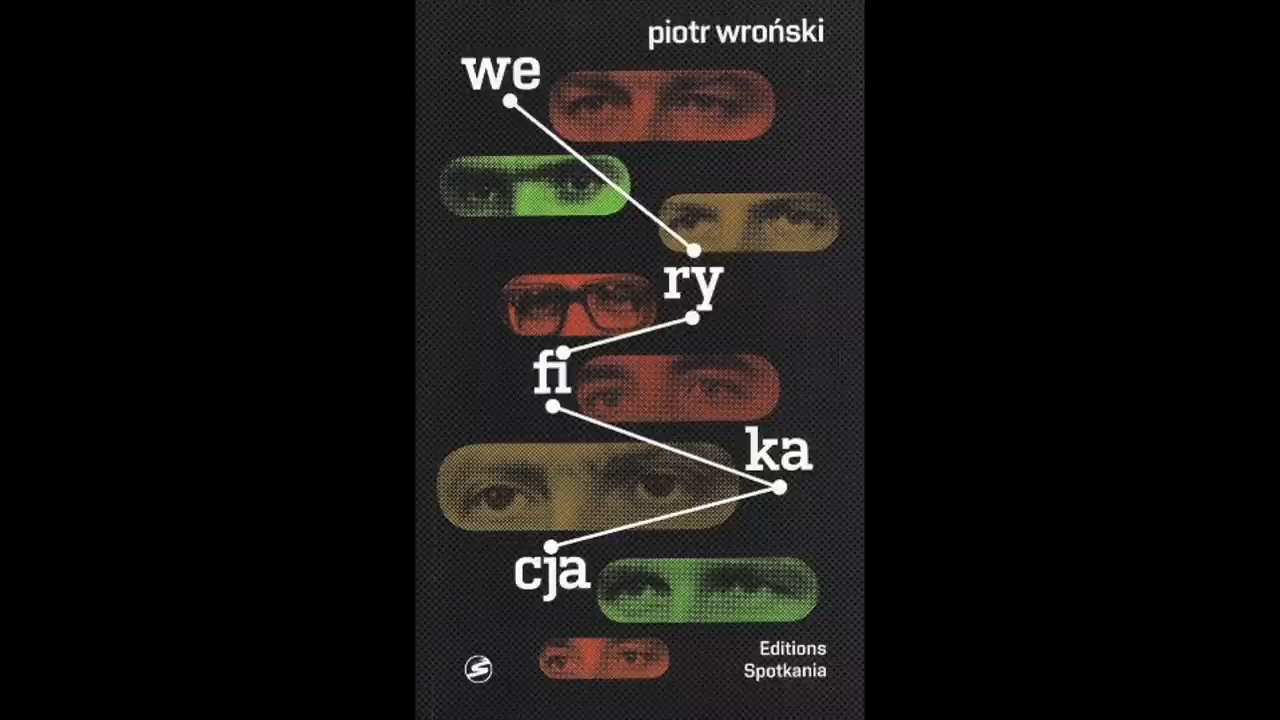 piotr wroński
we
ry
fi
ka
cja
Editions
Spotkania